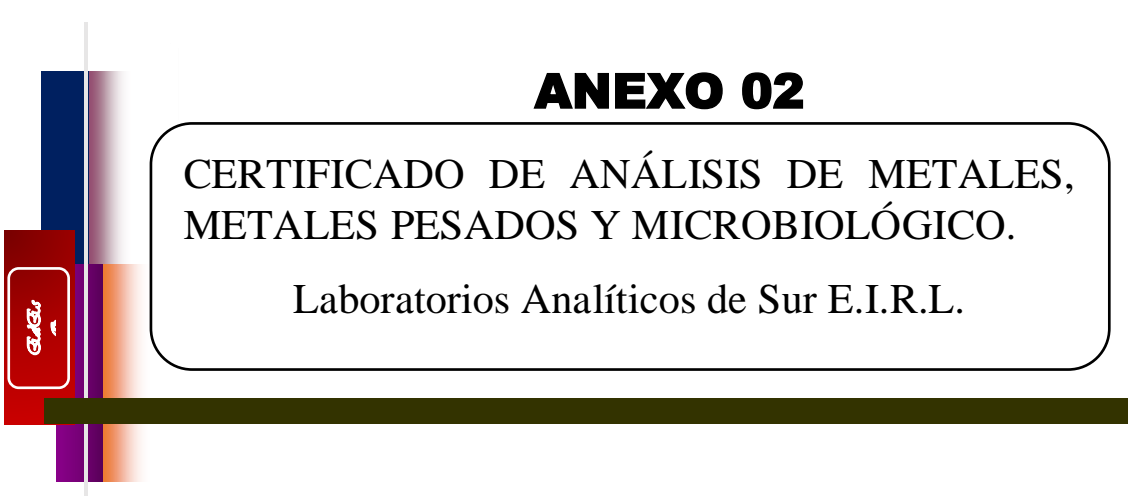 ANEXO 02
CERTIFICADO DE ANÁLISIS DE METALES,
METALES PESADOS Y MICROBIOLÓGICO.
Laboratorios Analíticos de Sur E.I.R.L.